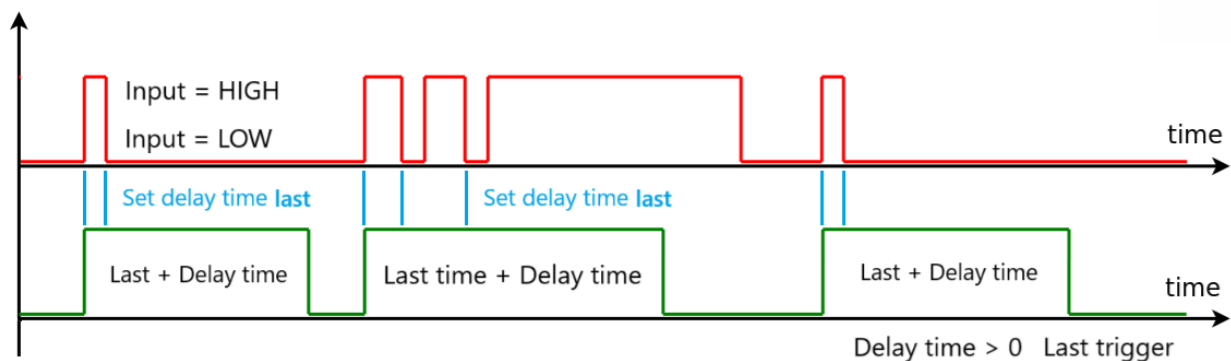 Input = HIGH
Input = LOW
time
Set delay time last
Set delay time last
Last + Delay time
Last time + Delay time
Last + Delay time
time
Delay time > 0 Last trigger